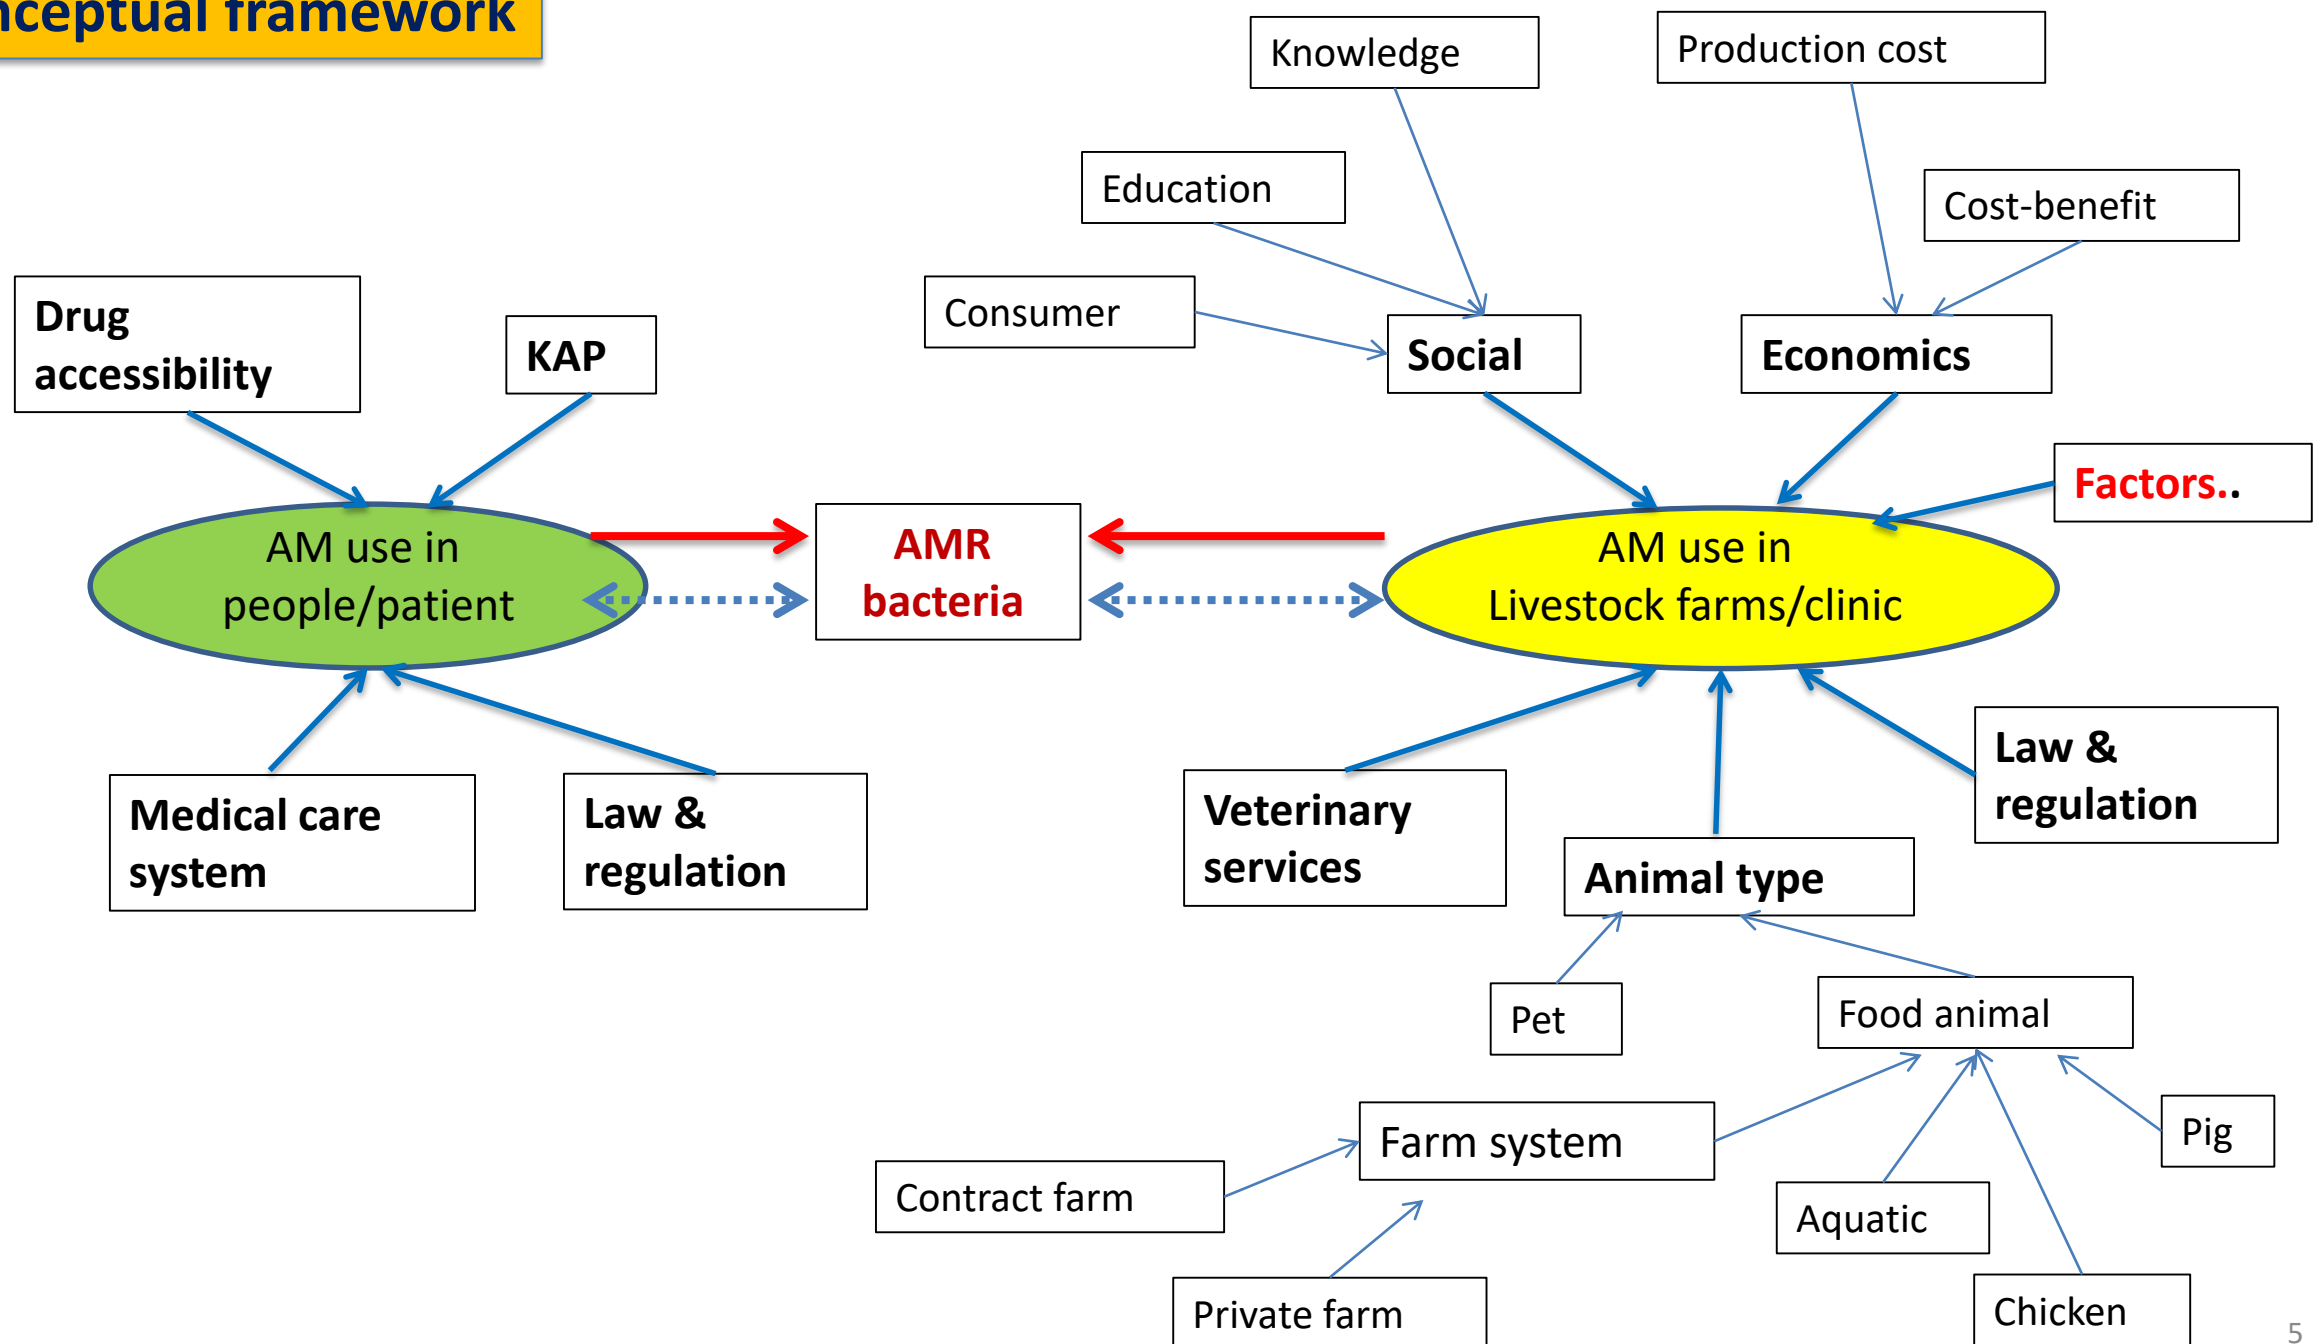 framework
Knowledge
Production cost
Education
Cost-benefit
Consumer
Drug
accessibility
KAP
Social
Economics
Factors..
AM use in
people/patient
AMR
bacteria
AM use in
Livestock farms/clinic
Medical care
system
Law &
regulation
Veterinary
services
Law &
regulation
Animal type
Pet
Food animal
Farm system
Pig
Contract farm
Aquatic
Private farm
Chicken
5